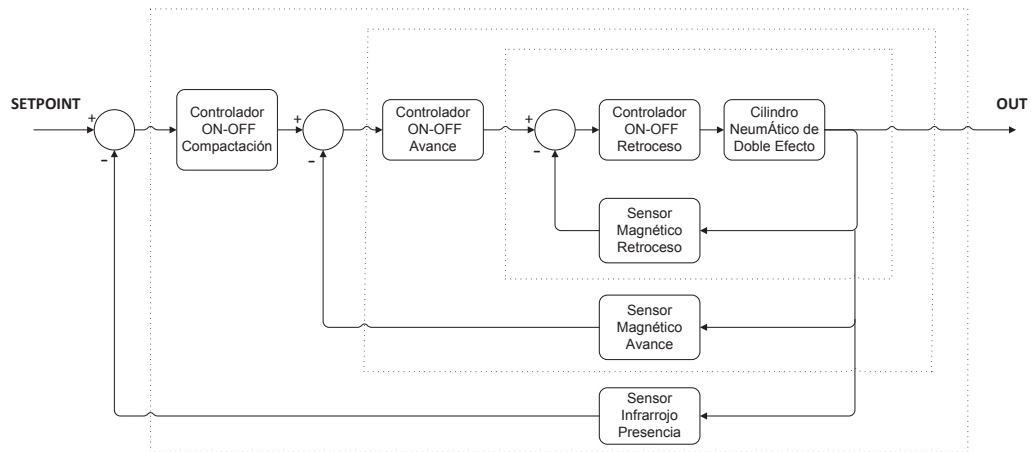 SETPOINT
+
-
Controlador
ON-OFF
Compactación
+
-
Controlador
ON-OFF
Avance
+
-
Controlador
ON-OFF
Retroceso
Cilindro
NeumÁtico de
Doble Efecto
OUT
Sensor
Magnético
Retroceso
Sensor
Magnético
Avance
Sensor
Infrarrojo
Presencia